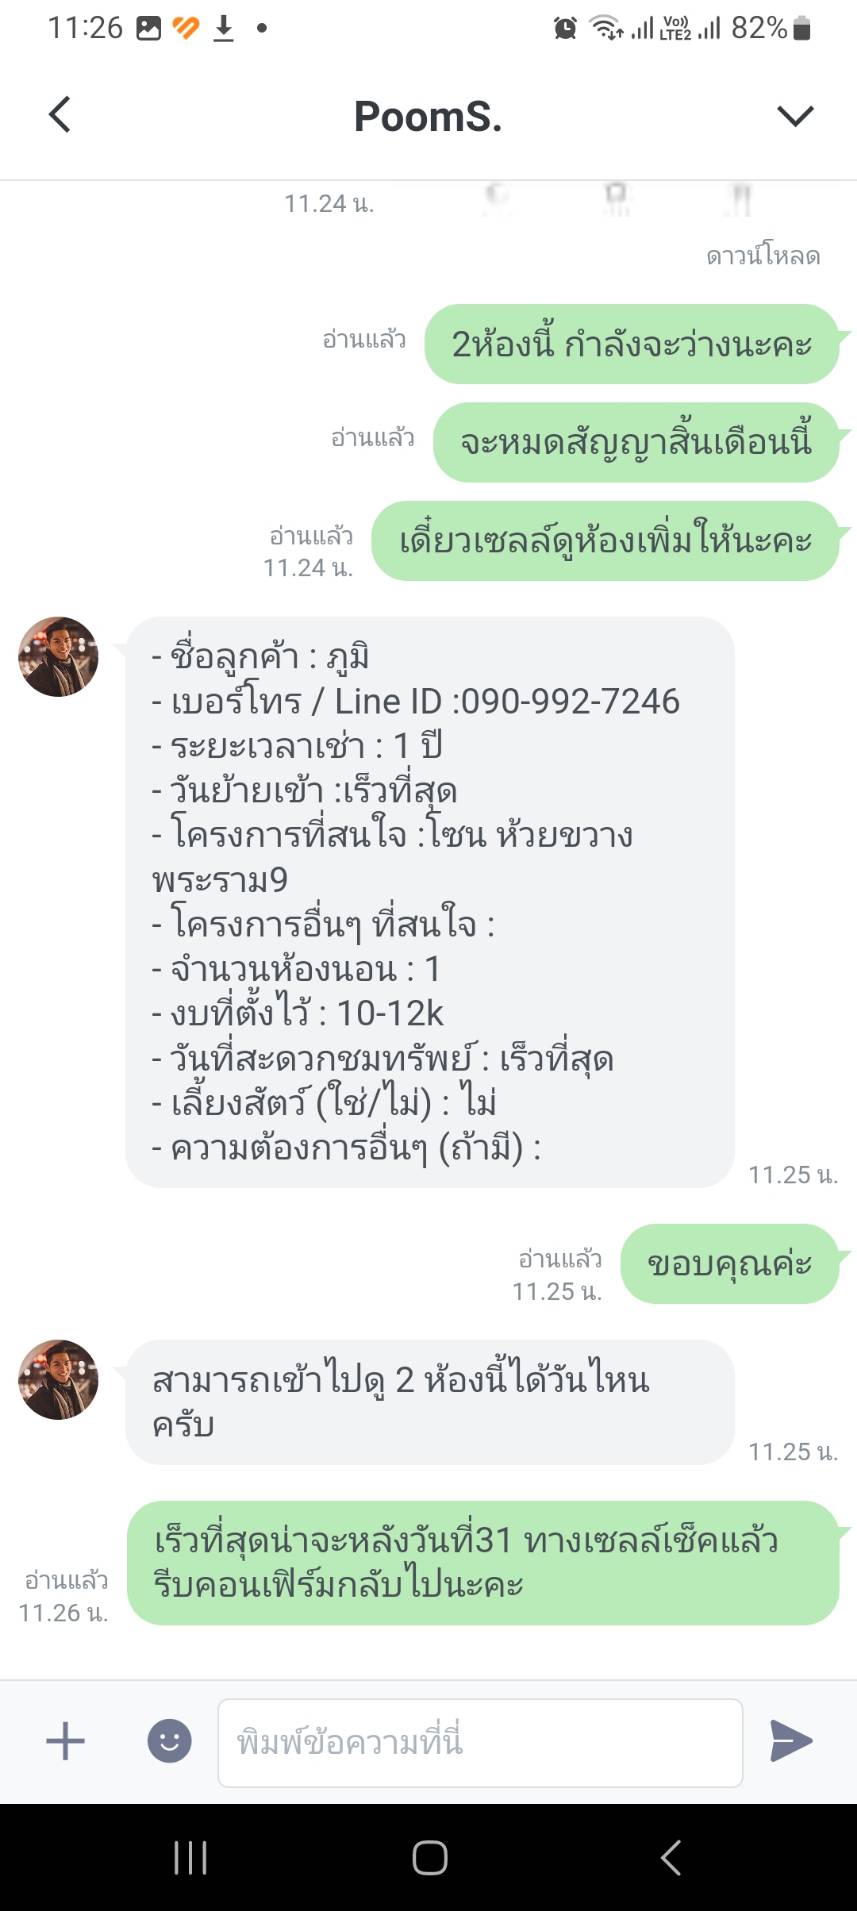 11:26
Vo)) LTE2
82%
PoomS.
11.24 น.
ดาวน์โหลด
อ่านแล้ว
2ห้องนี้ กำลังจะว่างนะคะ
อ่านแล้ว
จะหมดสัญญาสิ้นเดือนนี้
อ่านแล้ว
11.24 น.
เดี๋ยวเซลล์ดูห้องเพิ่มให้นะคะ
- ชื่อลูกค้า : ภูมิ
- เบอร์โทร / Line ID :090-992-7246
- ระยะเวลาเช่า : 1 ปี
- วันย้ายเข้า :เร็วที่สุด
- โครงการที่สนใจ :โซน ห้วยขวาง
พระราม9
- โครงการอื่นๆ ที่สนใจ :
- จำนวนห้องนอน : 1
- งบที่ตั้งไว้ : 10-12k
- วันที่สะดวกชมทรัพย์ : เร็วที่สุด
- เลี้ยงสัตว์ (ใช่/ไม่) : ไม่
- ความต้องการอื่นๆ (ถ้ามี) :
11.25 น.
อ่านแล้ว
11.25 น.
ขอบคุณค่ะ
สามารถเข้าไปดู 2 ห้องนี้ได้วันไหน
ครับ
11.25 น.
เร็วที่สุดน่าจะหลังวันที่31 ทางเซลล์เช็คแล้ว
รีบคอนเฟิร์มกลับไปนะคะ
อ่านแล้ว
11.26 น.
พิมพ์ข้อความที่นี่